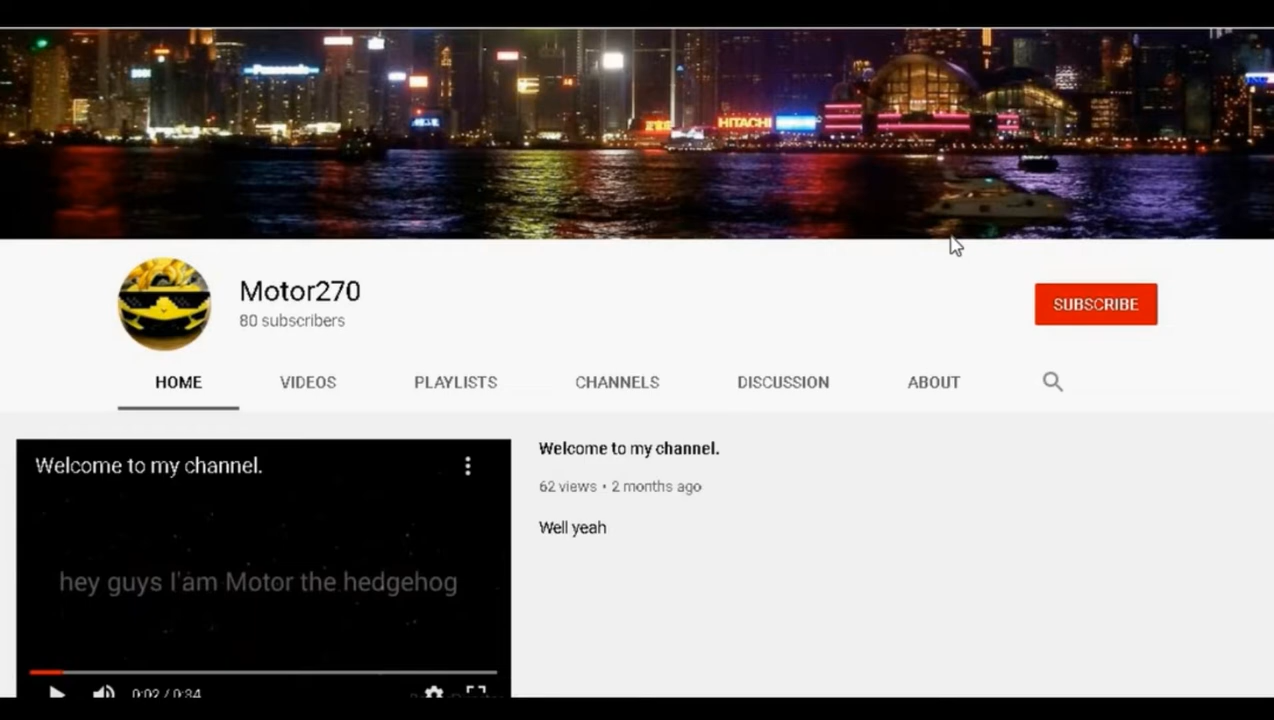 Panasonic
HITACHI
Motor270
80 subscribers
SUBSCRIBE
HOME
VIDEOS
PLAYLISTS
CHANNELS
DISCUSSION
ABOUT
Welcome to my channel.
hey guys I'am Motor the hedgehog
0:02 / 0:34
Welcome to my channel.
62 views • 2 months ago
Well yeah